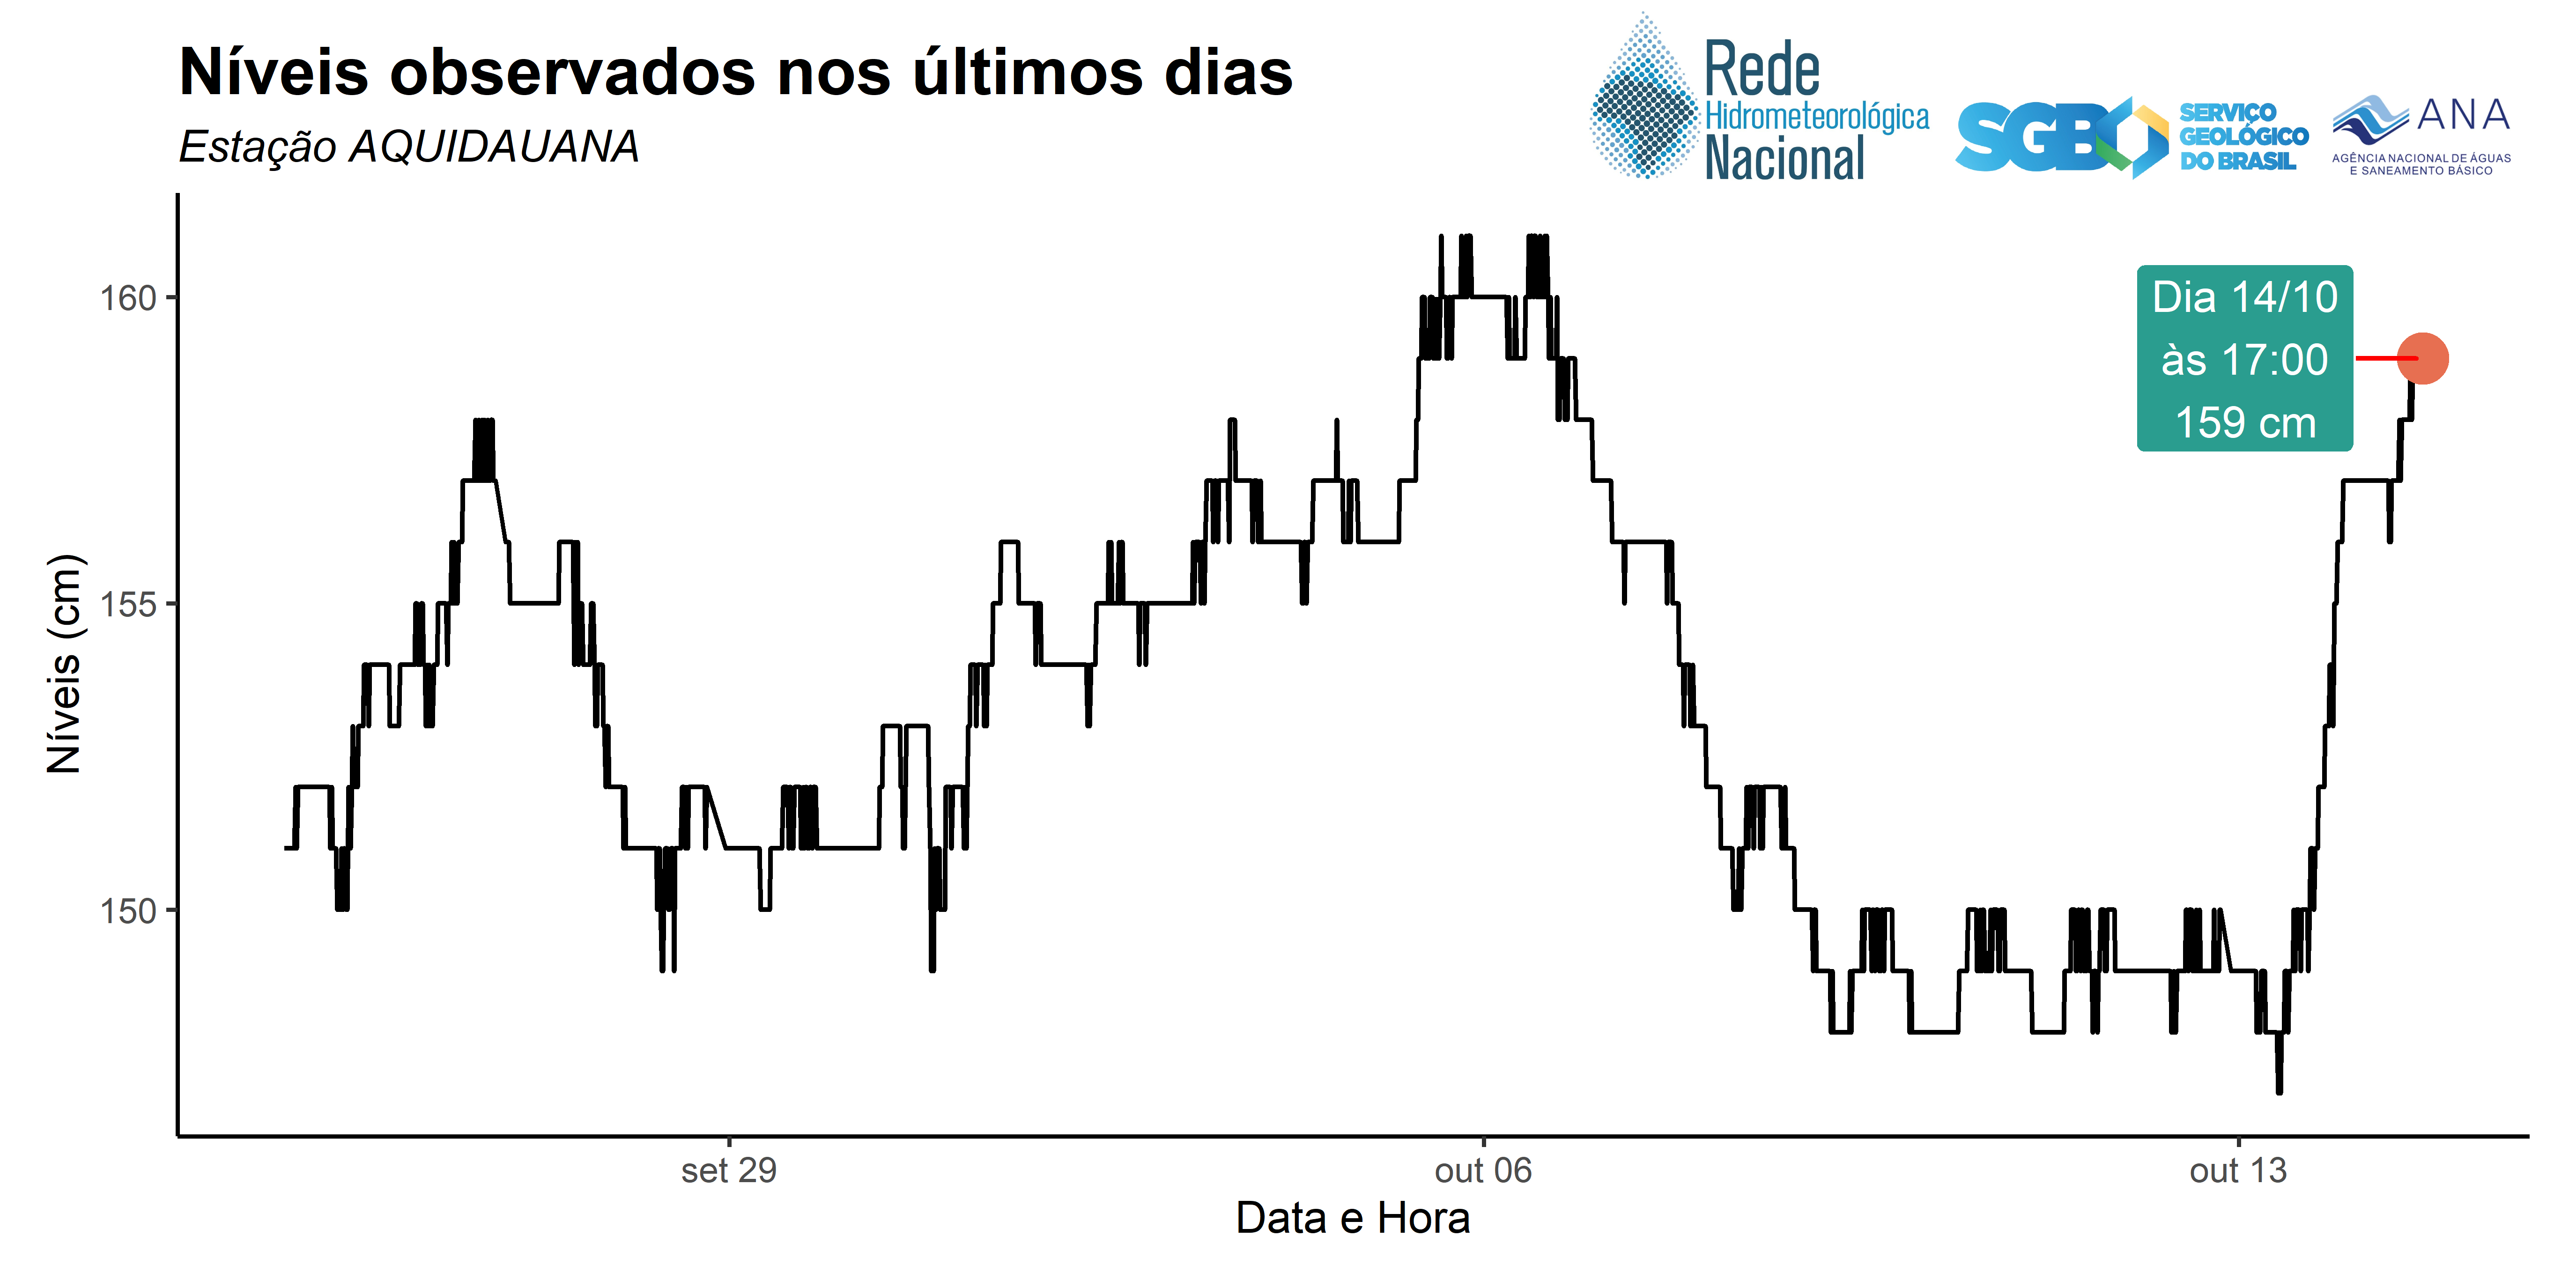 Níveis observados nos últimos dias
Estação AQUIDAUANA
Rede
Hidrometeorológica
Nacional
SGB
SERVIÇO
GEOLÓGICO
DO BRASIL
ANA
AGÊNCIA NACIONAL DE ÁGUAS
E SANEAMENTO BÁSICO
Dia 14/10
às 17:00
159 cm
160
155
150
Níveis (cm)
set 29
out 06
out 13
Data e Hora